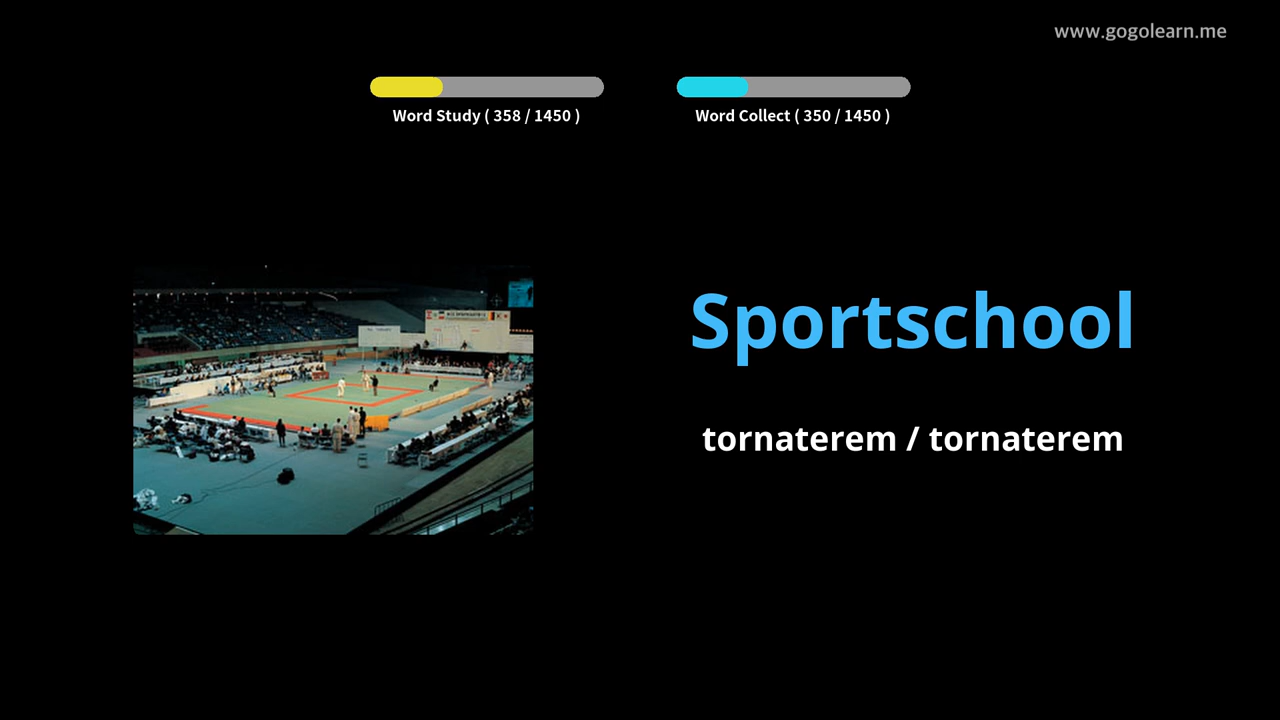 www.gogolearn.me
Word Study ( 358 / 1450 )
Word Collect ( 350 / 1450 )
Sportschool
tornaterem / tornaterem